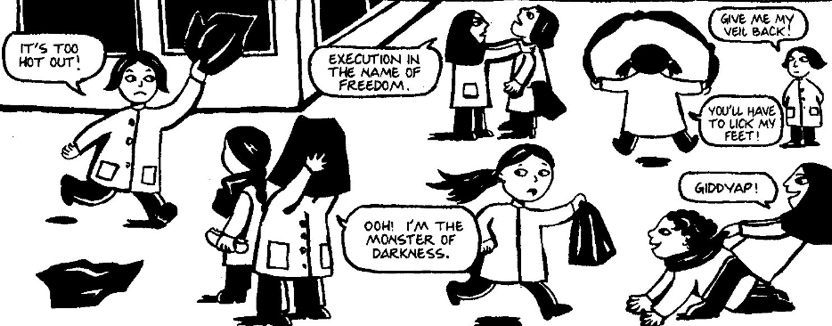 IT'S TOO
HOT OUT!
EXECUTION IN
THE NAME OF
FREEDOM.
GIVE ME MY
VEIL BACK!
YOU'LL HAVE
TO LICK MY
FEET!
OOH! I'M THE
MONSTER OF
DARKNESS.
GIDDYAP!